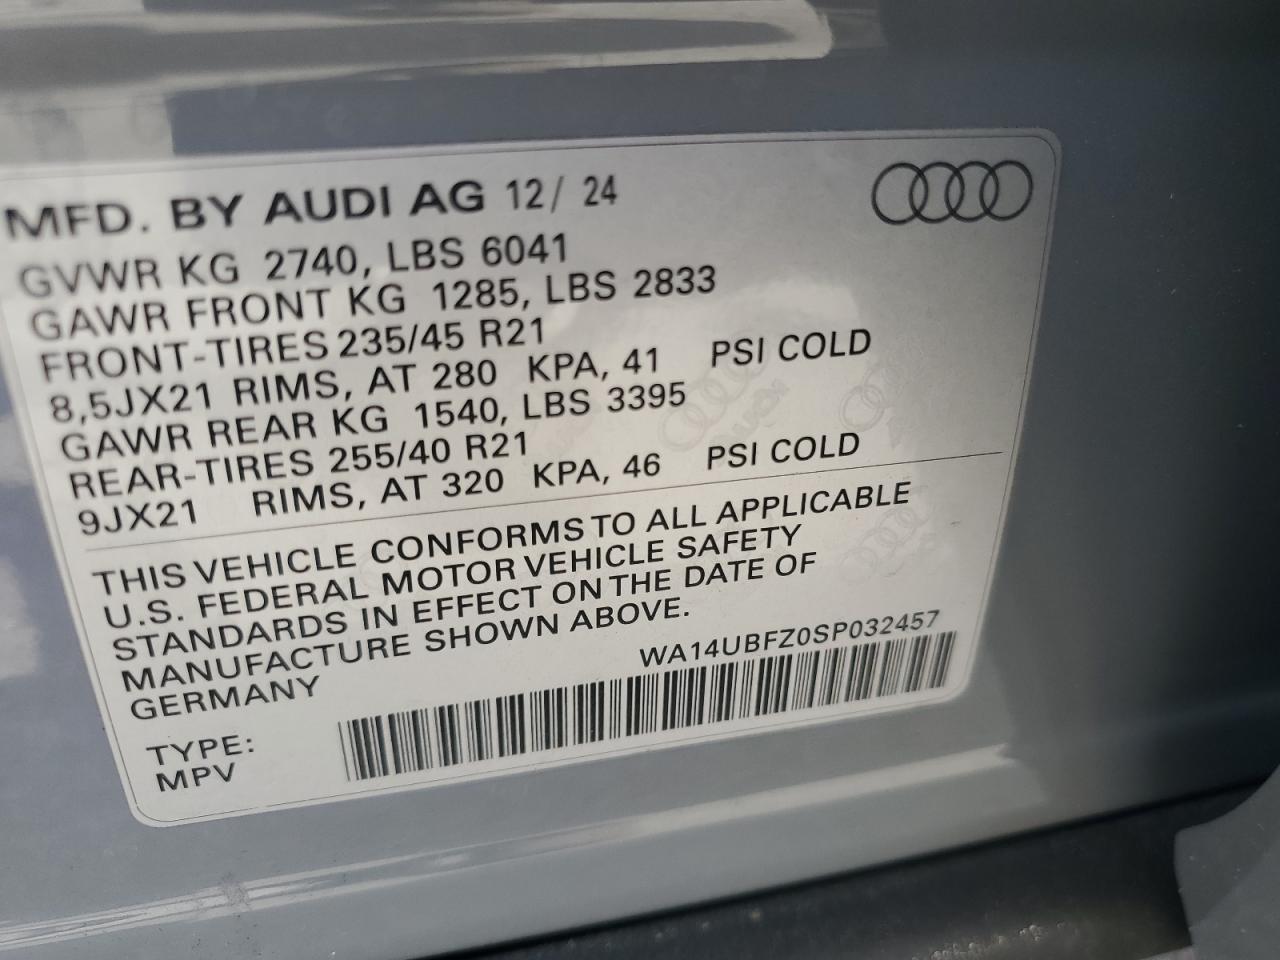 MFD. BY AUDI AG 12/ 24
GVWR KG 2740, LBS 6041
GAWR FRONT KG 1285, LBS 2833
FRONT-TIRES 235/45 R21
8,5JX21 RIMS, AT 280 KPA, 41 PSI COLD
GAWR REAR KG 1540, LBS 3395
REAR-TIRES 255/40 R21
9JX21 RIMS, AT 320 KPA, 46 PSI COLD
THIS VEHICLE CONFORMS TO ALL APPLICABLE
U.S. FEDERAL MOTOR VEHICLE SAFETY
STANDARDS IN EFFECT ON THE DATE OF
MANUFACTURE SHOWN ABOVE.
GERMANY
WA14UBFZ0SP032457
TYPE:
MPV